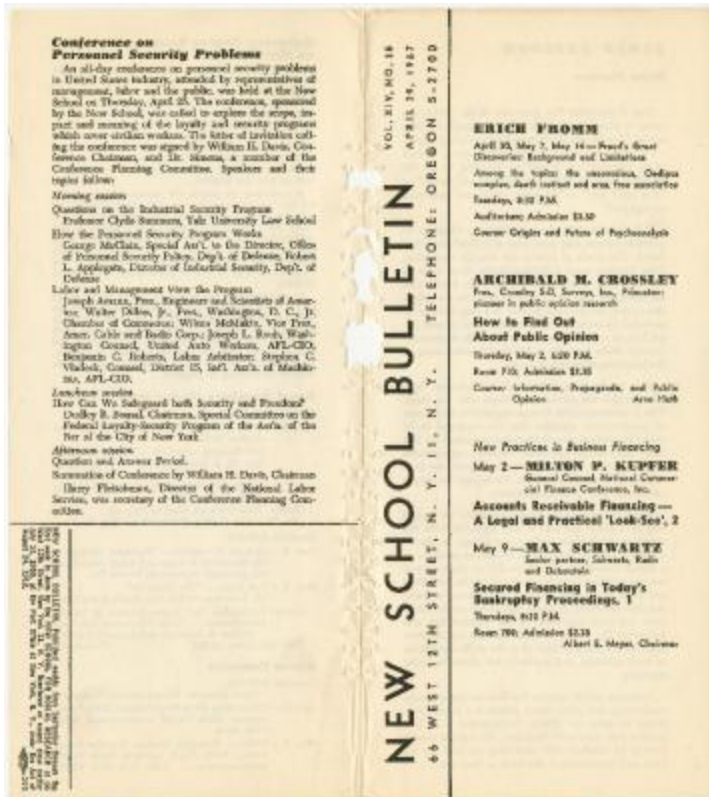 Conference on
Personnel Security Problems
An all-day conference on personnel security problems
in United States industry, attended by representatives of
management, labor and the public, was held at the New
School on Thursday, April 25. The conference, sponsored
by the New School, was called to explore the scope, im-
pact and meaning of the loyalty and security programs
which cover civilian workers. The letter of invitation call-
ing the conference was signed by William H. Davis, Con-
ference Chairman, and Dr. Simons, a member of the
Conference Planning Committee. Speakers and their
topics follow:
Morning session
Questions on the Industrial Security Program
Professor Clyde Summers, Yale University Law School
How the Personnel Security Program Works
George McClain, Special Ass't. to the Director, Office
of Personnel Security Policy, Dep't. of Defense, Robert
L. Applegate, Director of Industrial Security, Dep't. of
Defense
Labor and Management View the Program
Joseph Amann, Pres., Engineers and Scientists of Amer-
ica; Walter Dillon, Jr., Pres., Washington, D. C., Jr.
Chamber of Commerce; Wilson McMakin, Vice Pres.,
Amer. Cable and Radio Corp.; Joseph L. Rauh, Wash-
ington Counsel, United Auto Workers, AFL-CIO,
Benjamin C. Roberts, Labor Arbitrator; Stephen C.
Vladeck, Counsel, District 15, Int'l. Ass'n. of Machin-
ists, AFL-CIO.
Luncheon session
How Can We Safeguard both Security and Freedom?
Dudley B. Bonsal, Chairman, Special Committee on the
Federal Loyalty-Security Program of the Ass'n. of the
Bar of the City of New York
Afternoon session
Question and Answer Period.
Summation of Conference by William H. Davis, Chairman
Harry Fleischman, Director of the National Labor
Service, was secretary of the Conference Planning Com-
mittee.
NEW SCHOOL BULLETIN
VOL. XIV, NO. 18
APRIL 29, 1957
66 WEST 12TH STREET, N. Y. 11, N. Y. TELEPHONE: OREGON 5-2700
ERICH FROMM
April 30, May 7, May 14 — Freud's Great
Discoveries: Background and Limitations
Among the topics: the unconscious, Oedipus
complex, death instinct and eros, free association
Tuesdays, 8:30 P.M.
Auditorium; Admission $3.50
Course: Origins and Future of Psychoanalysis
ARCHIBALD M. CROSSLEY
Pres., Crossley S-D, Surveys, Inc., Princeton;
pioneer in public opinion research
How to Find Out
About Public Opinion
Thursday, May 2, 6:20 P.M.
Room 710; Admission
Course: Information, Propaganda, and Public
Opinion
New Practices in Business Financing
May 2 — MILTON P. KUPFER
General Counsel, National Commer-
cial Finance Conference, Inc.
Accounts Receivable Financing —
A Legal and Practical 'Look-See', 2
May 9 — MAX SCHWARTZ
Senior partner, Schwartz, Rudin
and Duberstein
Secured Financing in Today's
Bankruptcy Proceedings, 1
Thursdays, P.M.
Room 700; Admission
Albert E. Meyer, Chairman